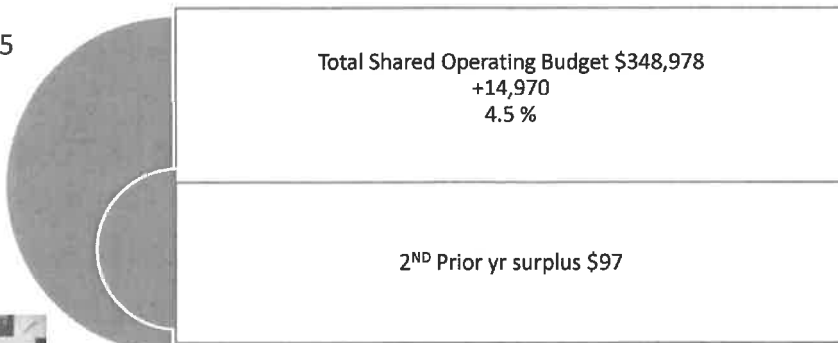 5
Total Shared Operating Budget $348,978
+14,970
4.5 %
2ND Prior yr surplus $97